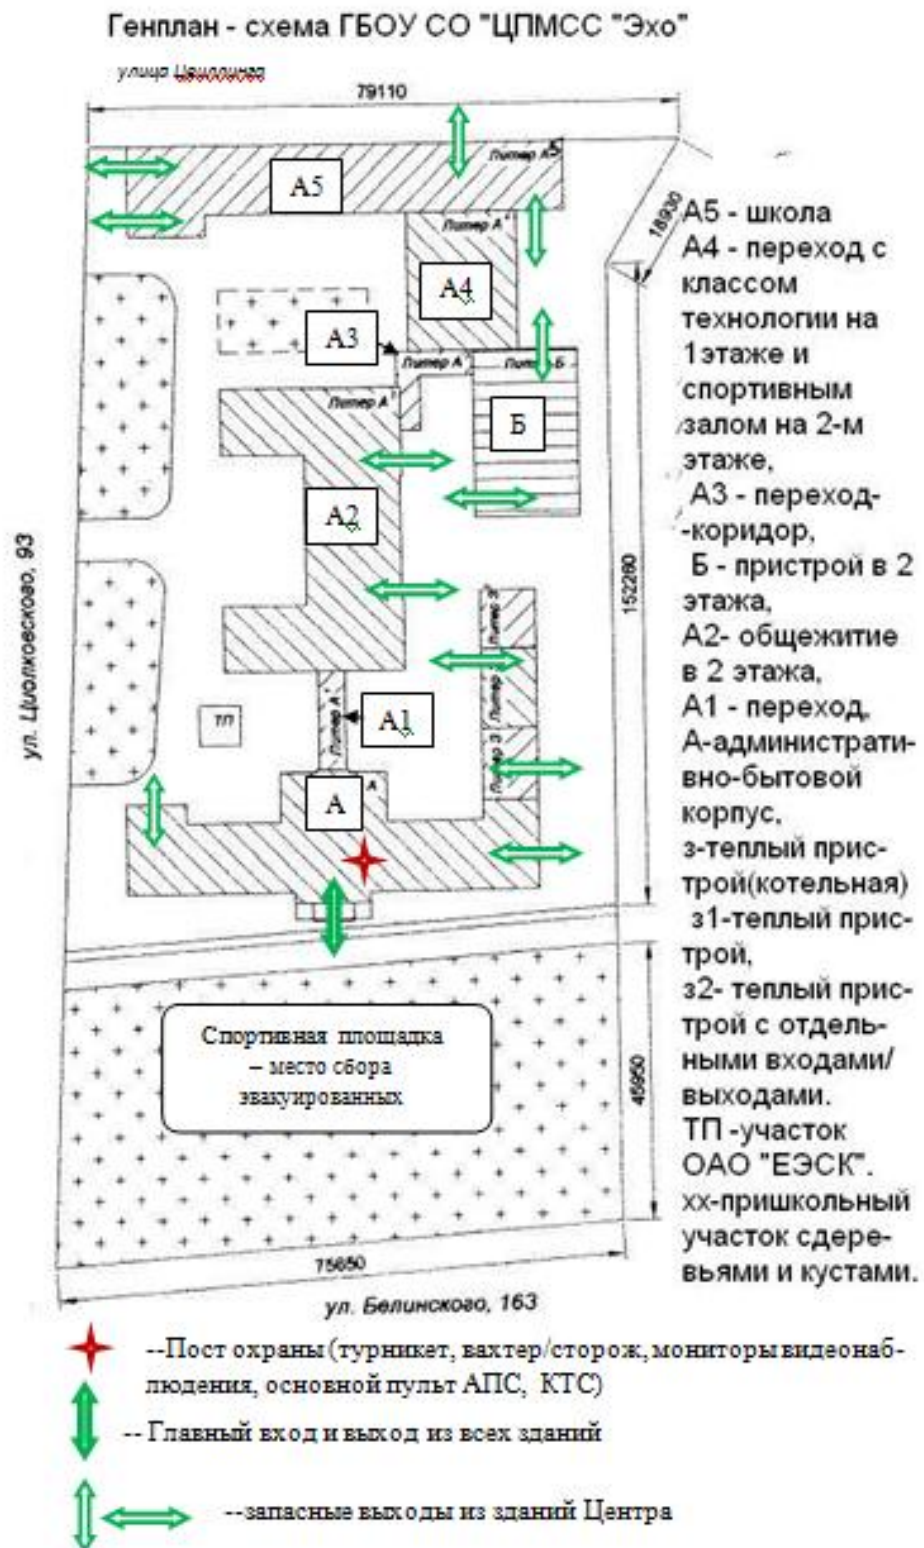 Генплан - схема ГБОУ СО "ЦПМСС "Эхо"
улица Цвиллинга
79110
Литер А5
А5
18930
Литер А
А4
А3
Литер А
Литер Б
Литер А
Б
А2
ул. Циолковского, 93
152260
Литер
Литер
Литер З
ТП
Литер А
А1
А
А
45950
Спортивная площадка
– место сбора
эвакуированных
75650
ул. Белинского, 163
А5 - школа
А4 - переход с
классом
технологии на
1этаже и
спортивным
залом на 2-м
этаже,
А3 - переход-
-коридор,
Б - пристрой в 2
этажа,
А2- общежитие
в 2 этажа,
А1 - переход,
А-администрати-
вно-бытовой
корпус,
з-теплый прис-
трой(котельная)
з1-теплый прис-
трой,
з2- теплый прис-
трой с отдель-
ными входами/
выходами.
ТП -участок
ОАО "ЕЭСК".
хх-пришкольный
участок сдере-
вьями и кустами.
--Пост охраны (турникет, вахтер/сторож, мониторы видеонаб-
людения, основной пульт АПС, КТС)
-- Главный вход и выход из всех зданий
--запасные выходы из зданий Центра